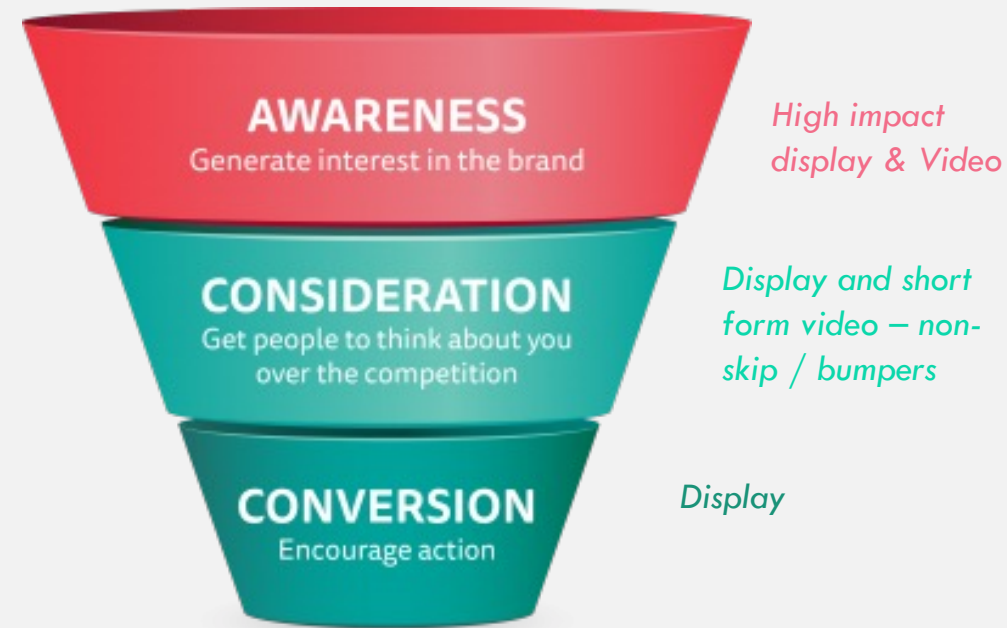 AWARENESS
Generate interest in the brand
High impact
display & Video
CONSIDERATION
Get people to think about you
over the competition
Display and short
form video – non-
skip / bumpers
CONVERSION
Encourage action
Display